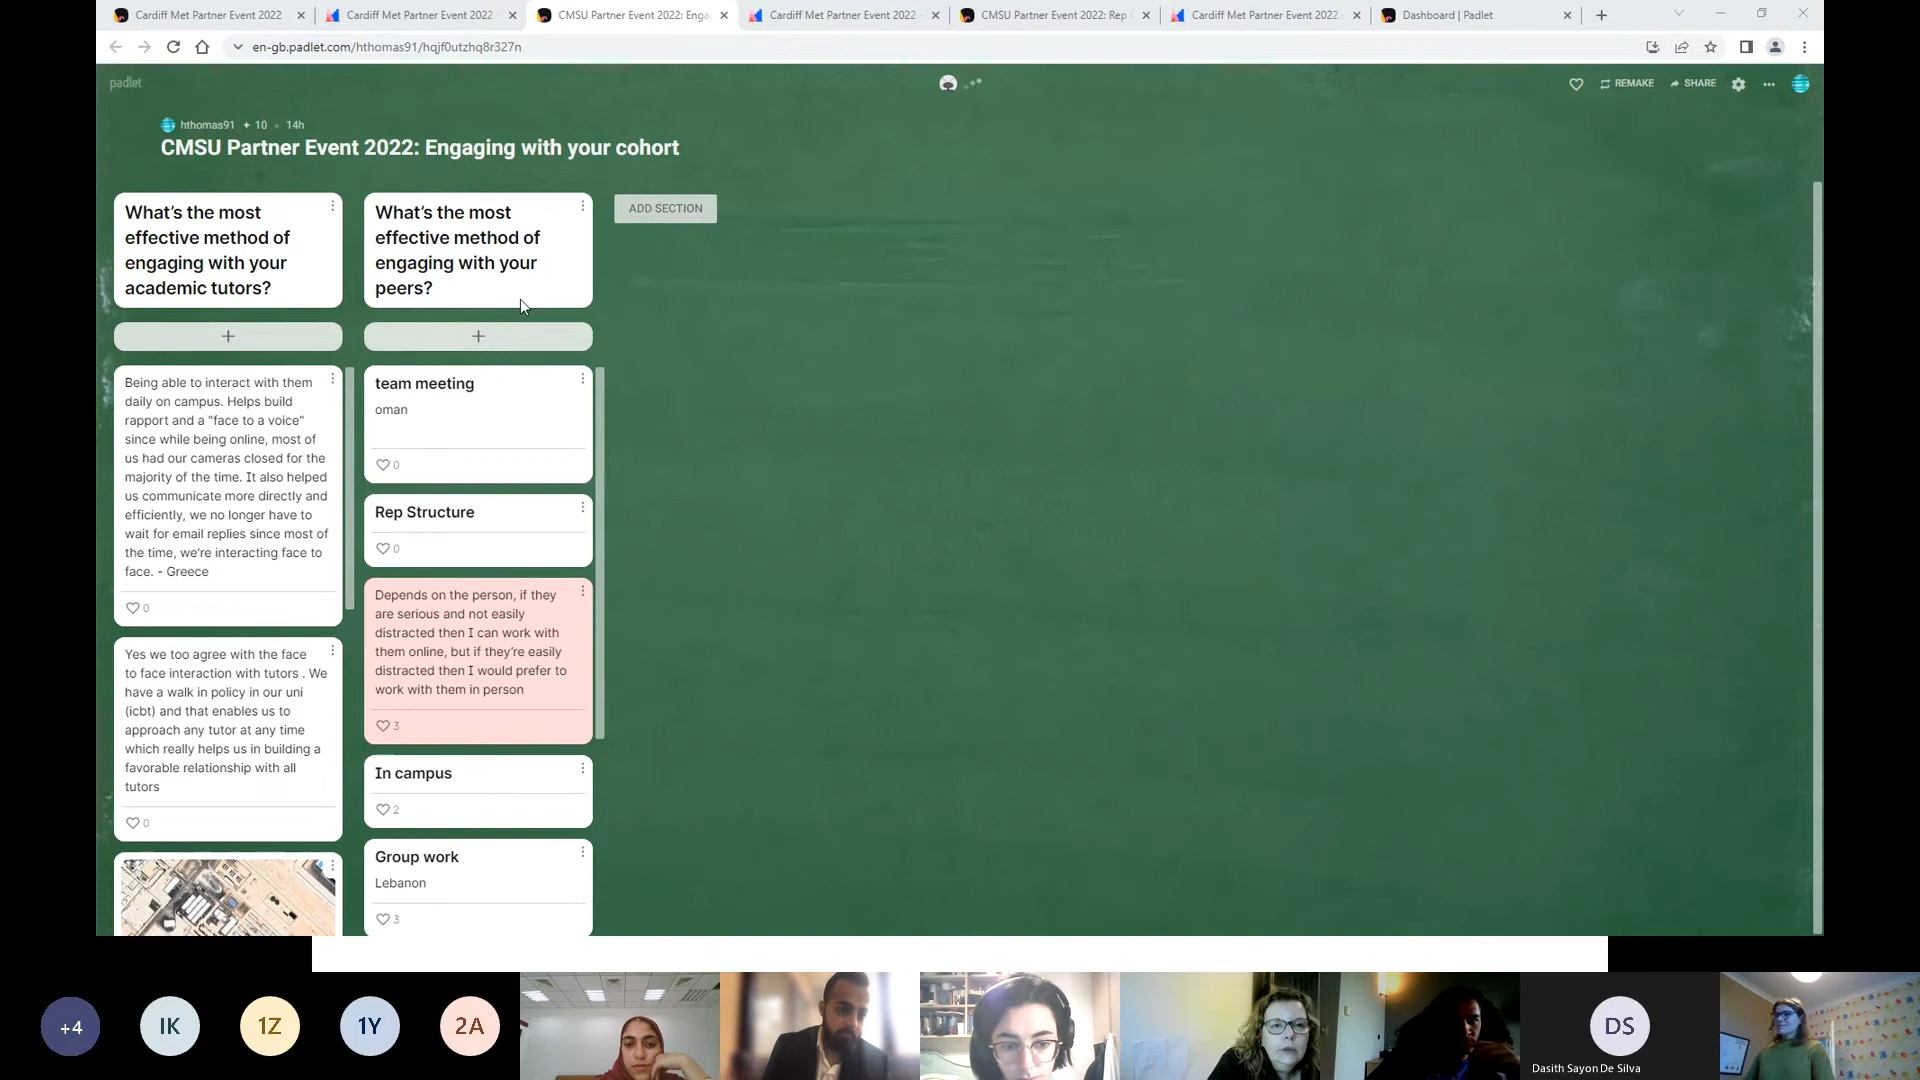 Cardiff Met Partner Event 2022
Cardiff Met Partner Event 2022 -
CMSU Partner Event 2022: Enga
Cardiff Met Partner Event 2022 -
CMSU Partner Event 2022: Rep
Cardiff Met Partner Event 2022
Dashboard | Padlet
en-gb.padlet.com/hthomas91/hqjf0utzhq8r327n
padlet
REMAKE
SHARE
hthomas91 + 10 • 14h
CMSU Partner Event 2022: Engaging with your cohort
What's the most
effective method of
engaging with your
academic tutors?
+
Being able to interact with them
daily on campus. Helps build
rapport and a "face to a voice"
since while being online, most of
us had our cameras closed for the
majority of the time. It also helped
us communicate more directly and
efficiently, we no longer have to
wait for email replies since most of
the time, we're interacting face to
face. - Greece
0
Yes we too agree with the face
to face interaction with tutors . We
have a walk in policy in our uni
(icbt) and that enables us to
approach any tutor at any time
which really helps us in building a
favorable relationship with all
tutors
0
What's the most
effective method of
engaging with your
peers?
+
team meeting
oman
0
Rep Structure
0
Depends on the person, if they
are serious and not easily
distracted then I can work with
them online, but if they're easily
distracted then I would prefer to
work with them in person
3
In campus
2
Group work
Lebanon
3
ADD SECTION
+4
IK
1Z
1Y
2A
DS
Dasith Sayon De Silva